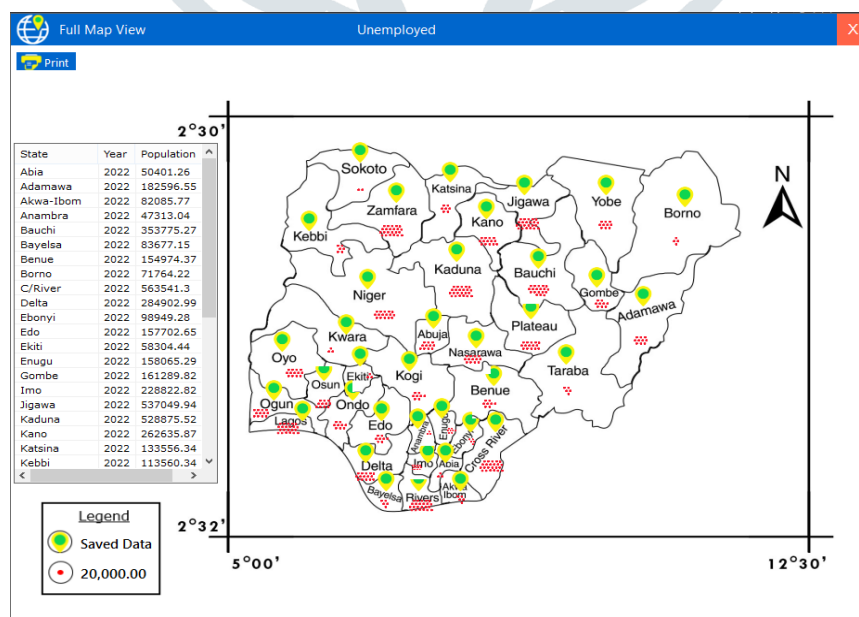 Full Map View
Unemployed
X
Print
2°30'
State Year Population
Abia 2022 50401.26
Adamawa 2022 182596.55
Akwa-Ibom 2022 82085.77
Anambra 2022 47313.04
Bauchi 2022 353775.27
Bayelsa 2022 83677.15
Benue 2022 154974.37
Borno 2022 71764.22
C/River 2022 563541.3
Delta 2022 284902.99
Ebonyi 2022 98949.28
Edo 2022 157702.65
Ekiti 2022 58304.44
Enugu 2022 158065.29
Gombe 2022 161289.82
Imo 2022 228822.82
Jigawa 2022 537049.94
Kaduna 2022 528875.52
Kano 2022 262635.87
Katsina 2022 133556.34
Kebbi 2022 113560.34
Sokoto
Katsina
Zamfara
Jigawa
Yobe
Borno
N
Kano
Kebbi
Kaduna
Bauchi
Niger
Gombe
Adamawa
Kwara
Abuja
Plateau
Oyo
Nasarawa
Taraba
Osun
Ekiti
Kogi
Benue
Ogun
Ondo
Lagos
Edo
Anambra
Enugu
Ebonyi
Cross River
Delta
Imo
Abia
Bayelsa
Rivers
Akwa
Ibom
Legend
Saved Data
20,000.00
2°32'
5°00'
12°30'